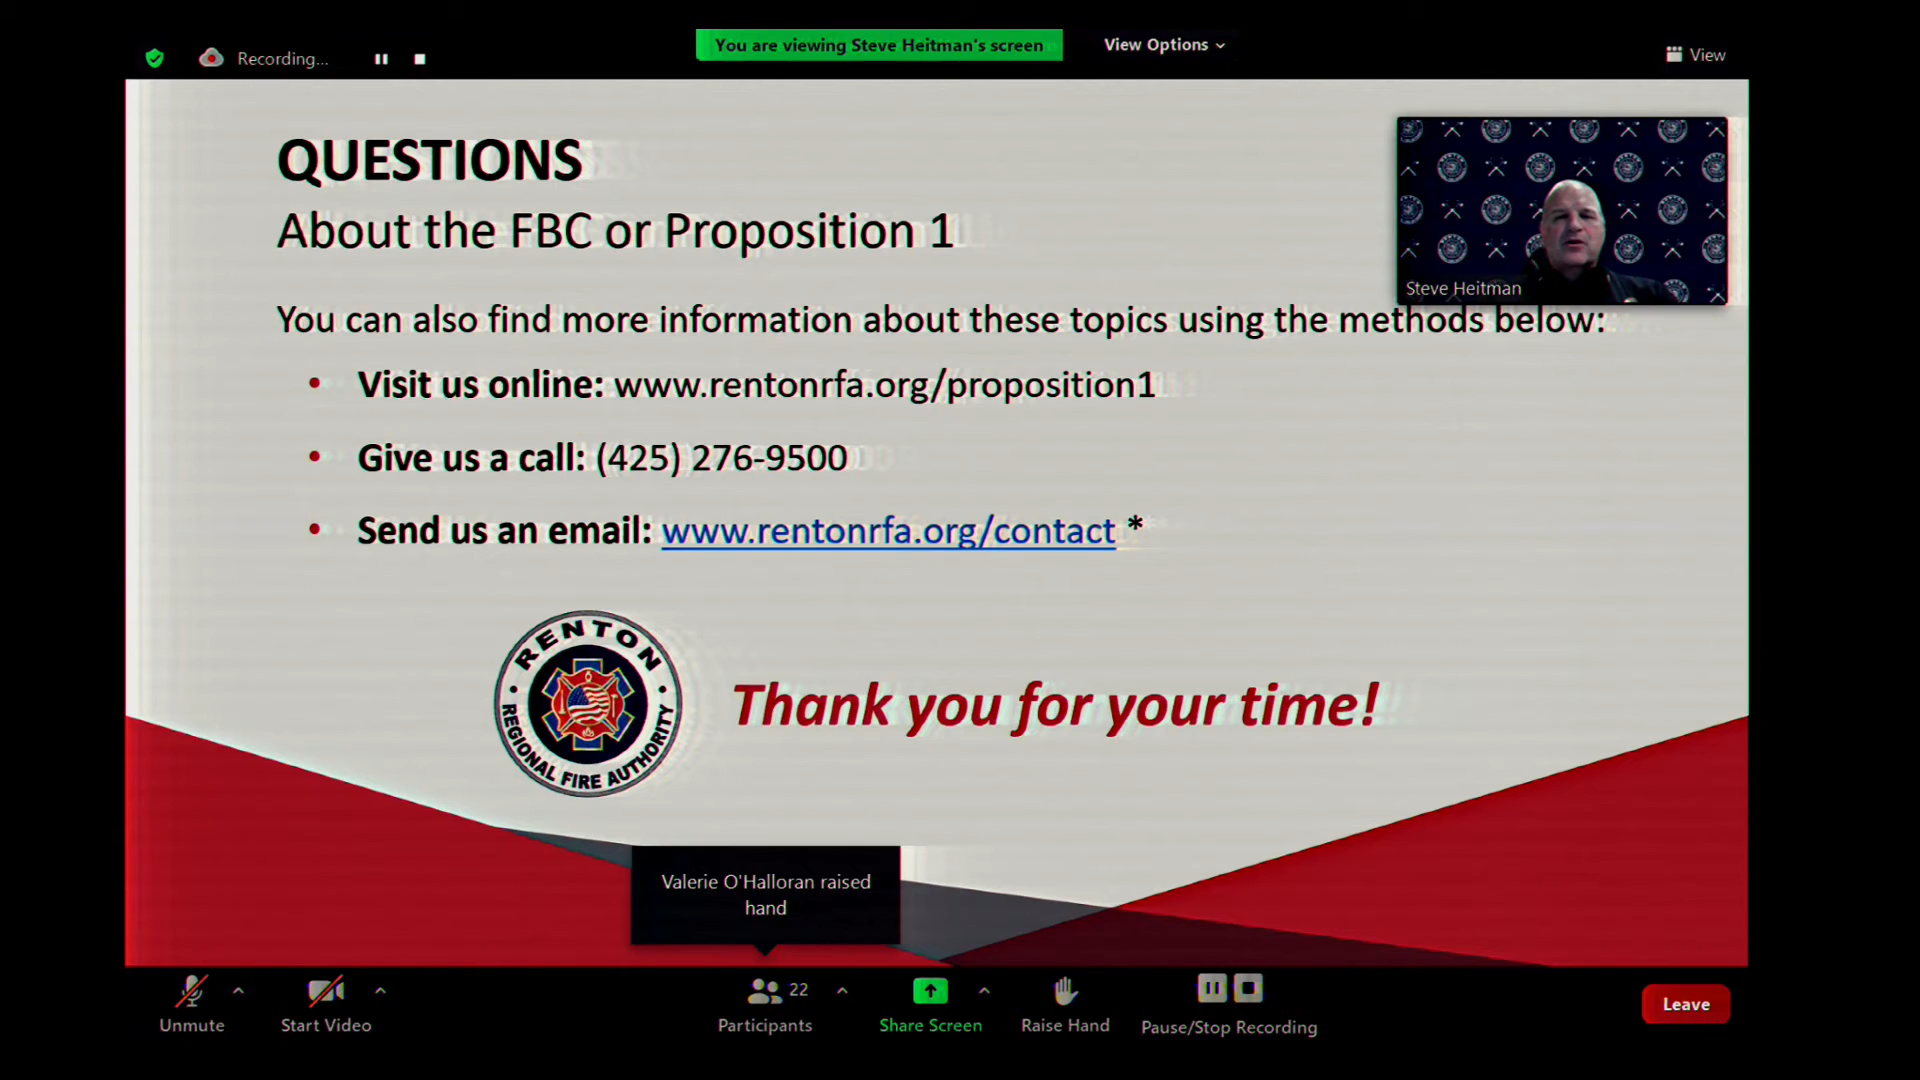 Recording...
You are viewing Steve Heitman's screen
View Options
View
QUESTIONS
About the FBC or Proposition 1
Steve Heitman
You can also find more information about these topics using the methods below:
• Visit us online: www.rentonrfa.org/proposition1
• Give us a call: (425) 276-9500
• Send us an email: www.rentonrfa.org/contact *
RENTON
REGIONAL FIRE AUTHORITY
Thank you for your time!
Valerie O'Halloran raised
hand
22
Unmute
Start Video
Participants
Share Screen
Raise Hand
Pause/Stop Recording
Leave